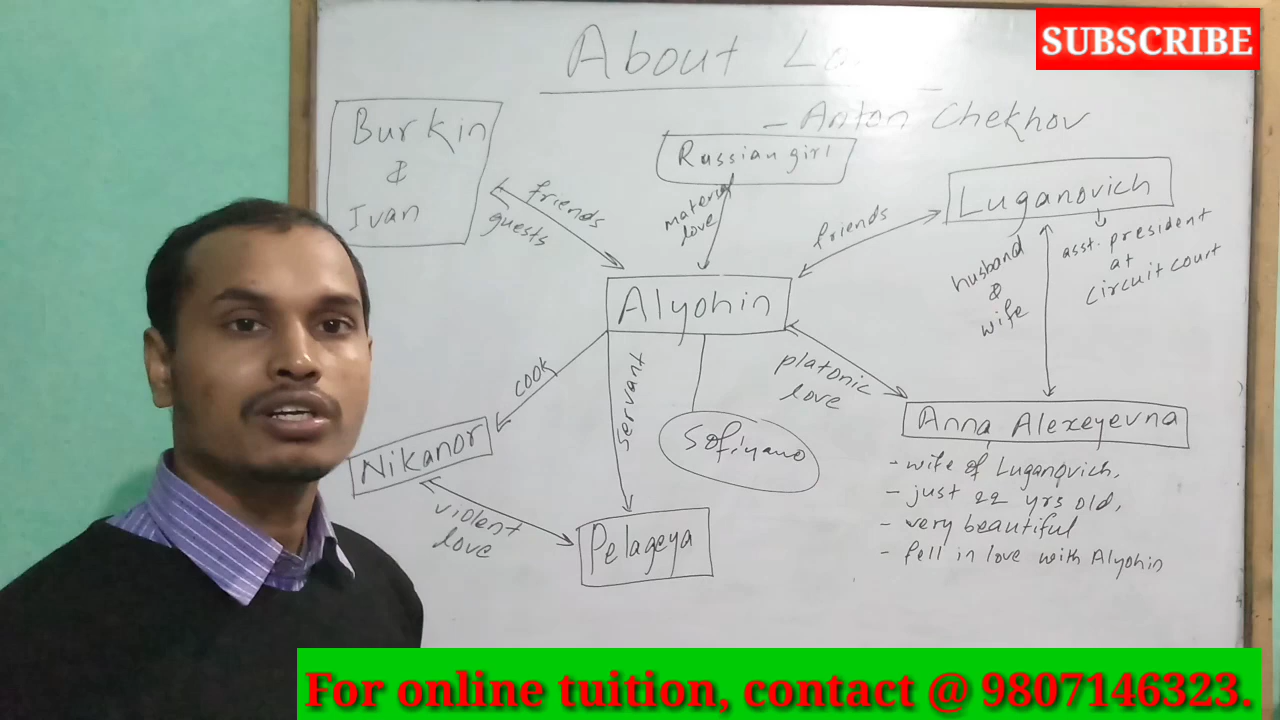 SUBSCRIBE
About Lo
- Anton Chekhov
Burkin
&
Ivan
friends
guests
Russian girl
material
love
friends
Luganovich
asst. president
at
circuit court
husband
&
wife
Alyohin
cook
servant
Sofiyano
platonic
love
Nikanor
violent
love
Pelageya
Anna Alexeyevna
- wife of Luganovich,
- just 22 yrs old,
- very beautiful
- fell in love with Alyohin
For online tuition, contact @ 9807146323.